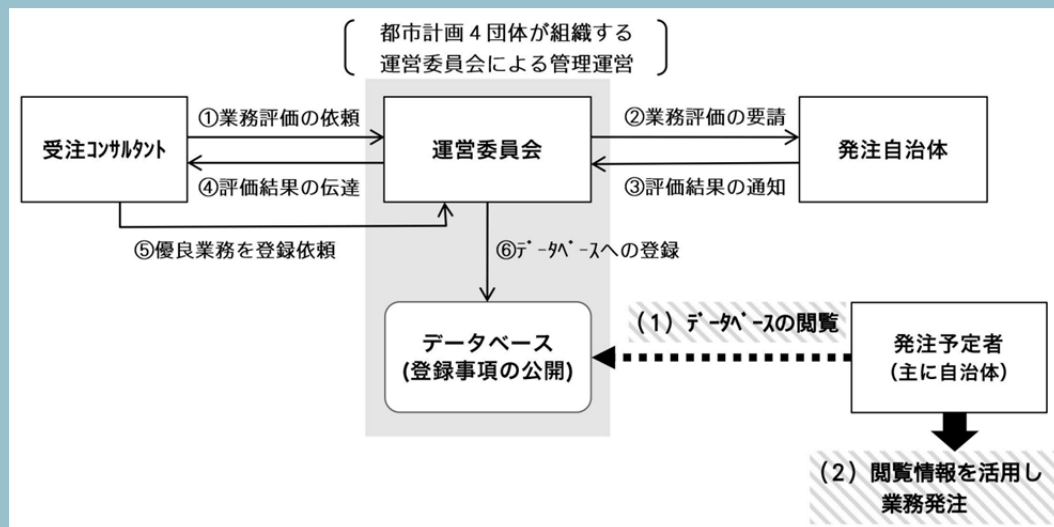 都市計画4団体が組織する
運営委員会による管理運営
受注ｺﾝｻﾙﾀﾝﾄ
①業務評価の依頼
運営委員会
②業務評価の要請
発注自治体
④評価結果の伝達
③評価結果の通知
⑤優良業務を登録依頼
⑥ﾃﾞｰﾀﾍﾞｰｽへの登録
データベース
(登録事項の公開)
（1）ﾃﾞｰﾀﾍﾞｰｽの閲覧
発注予定者
（主に自治体）
（2）閲覧情報を活用し
業務発注